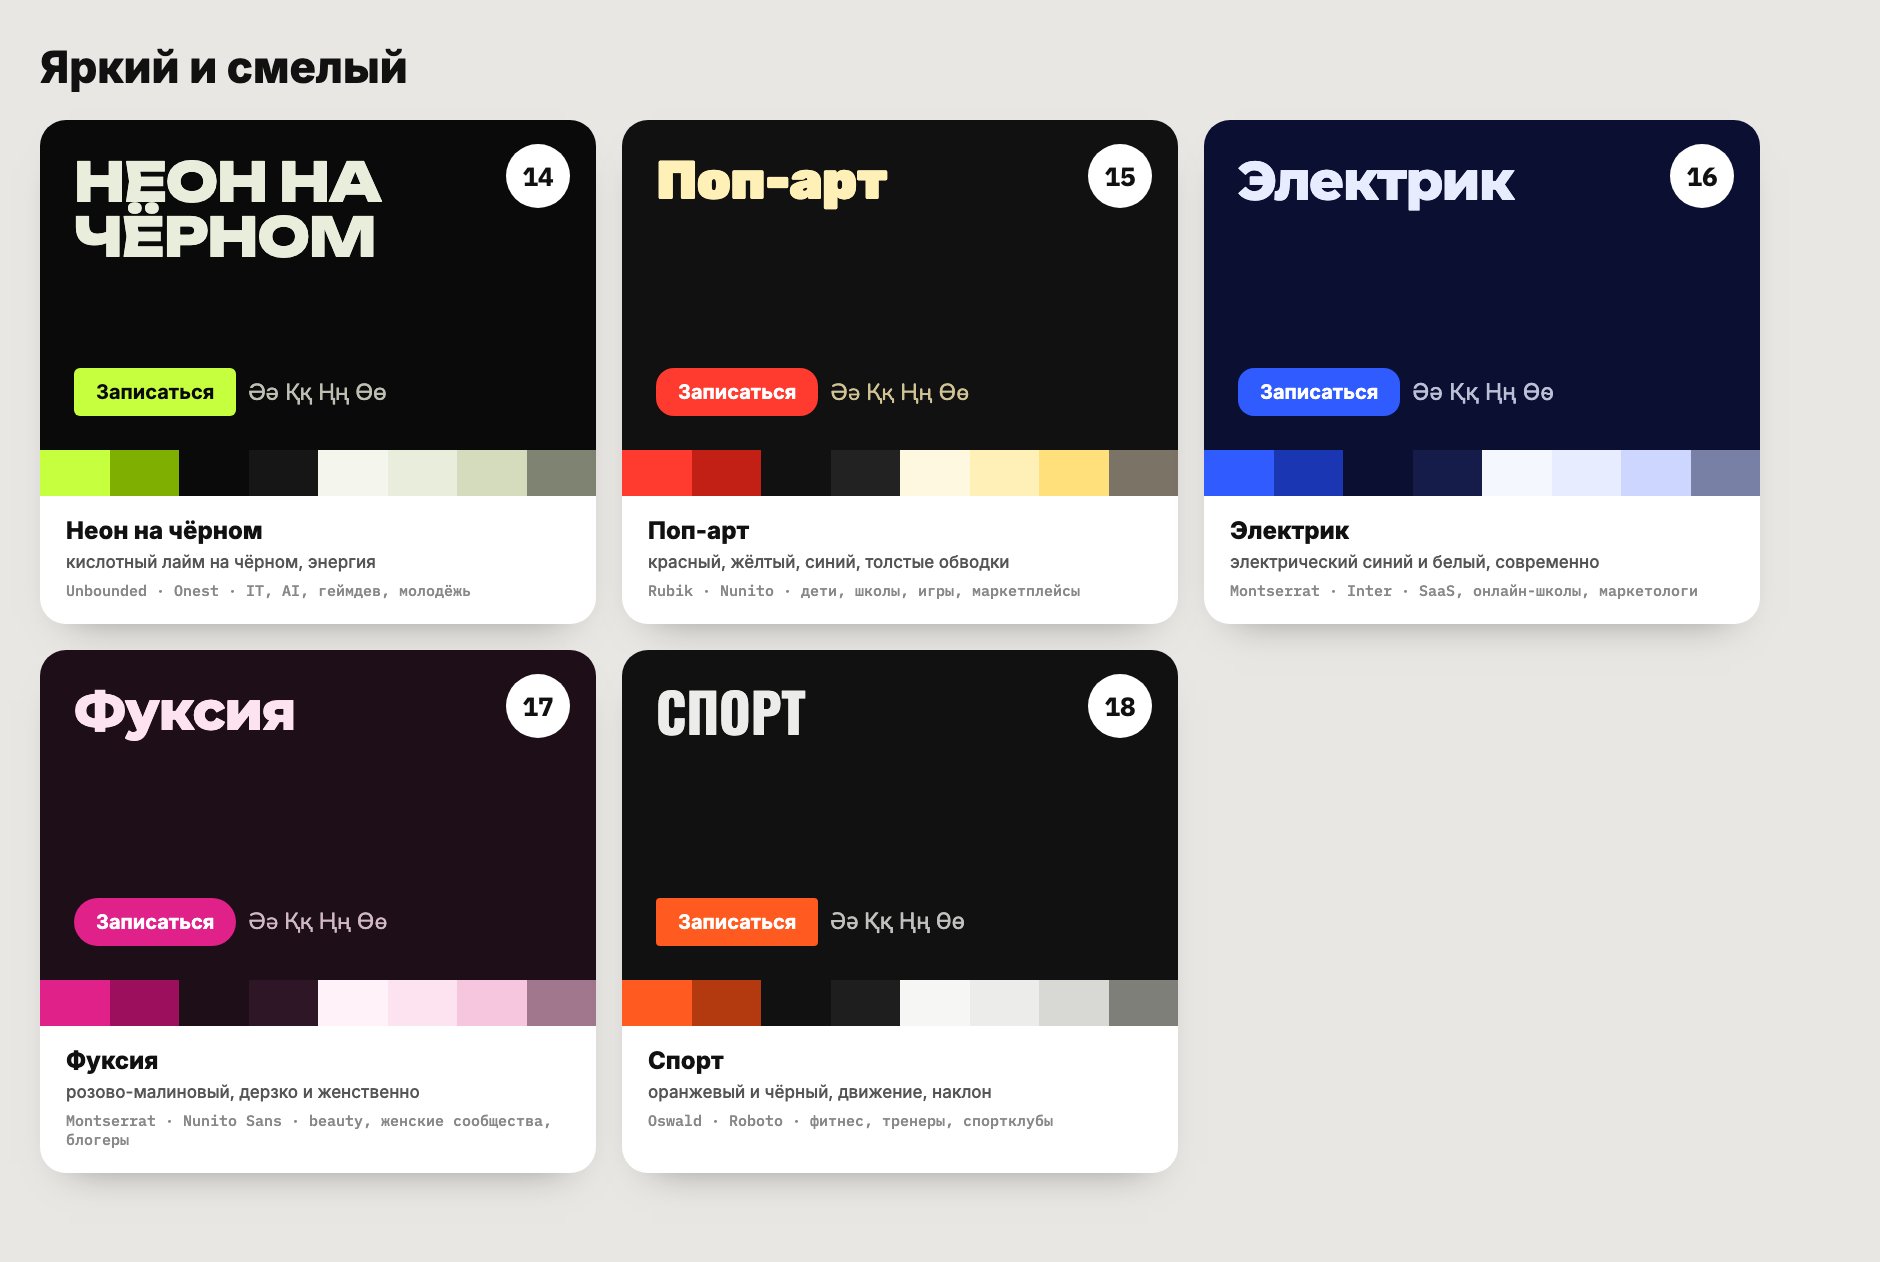 Яркий и смелый
НЕОН НА
ЧЁРНОМ
14
Записаться
Әә Ққ Ңң Өө
Неон на чёрном
кислотный лайм на чёрном, энергия
Unbounded · Onest · IT, AI, геймдев, молодёжь
Поп-арт
15
Записаться
Әә Ққ Ңң Өө
Поп-арт
красный, жёлтый, синий, толстые обводки
Rubik · Nunito · дети, школы, игры, маркетплейсы
Электрик
16
Записаться
Әә Ққ Ңң Өө
Электрик
электрический синий и белый, современно
Montserrat · Inter · SaaS, онлайн-школы, маркетологи
Фуксия
17
Записаться
Әә Ққ Ңң Өө
Фуксия
розово-малиновый, дерзко и женственно
Montserrat · Nunito Sans · beauty, женские сообщества,
блогеры
СПОРТ
18
Записаться
Әә Ққ Ңң Өө
Спорт
оранжевый и чёрный, движение, наклон
Oswald · Roboto · фитнес, тренеры, спортклубы